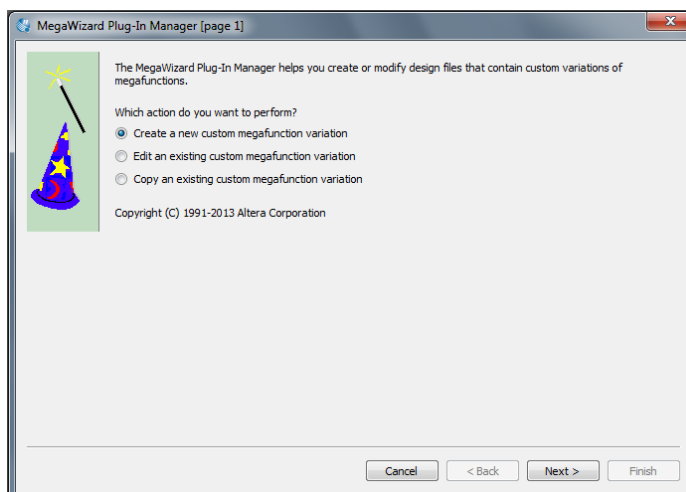 MegaWizard Plug-In Manager [page 1]
The MegaWizard Plug-In Manager helps you create or modify design files that contain custom variations of
megafunctions.
Which action do you want to perform?
Create a new custom megafunction variation
Edit an existing custom megafunction variation
Copy an existing custom megafunction variation
Copyright (C) 1991-2013 Altera Corporation
Cancel < Back Next > Finish